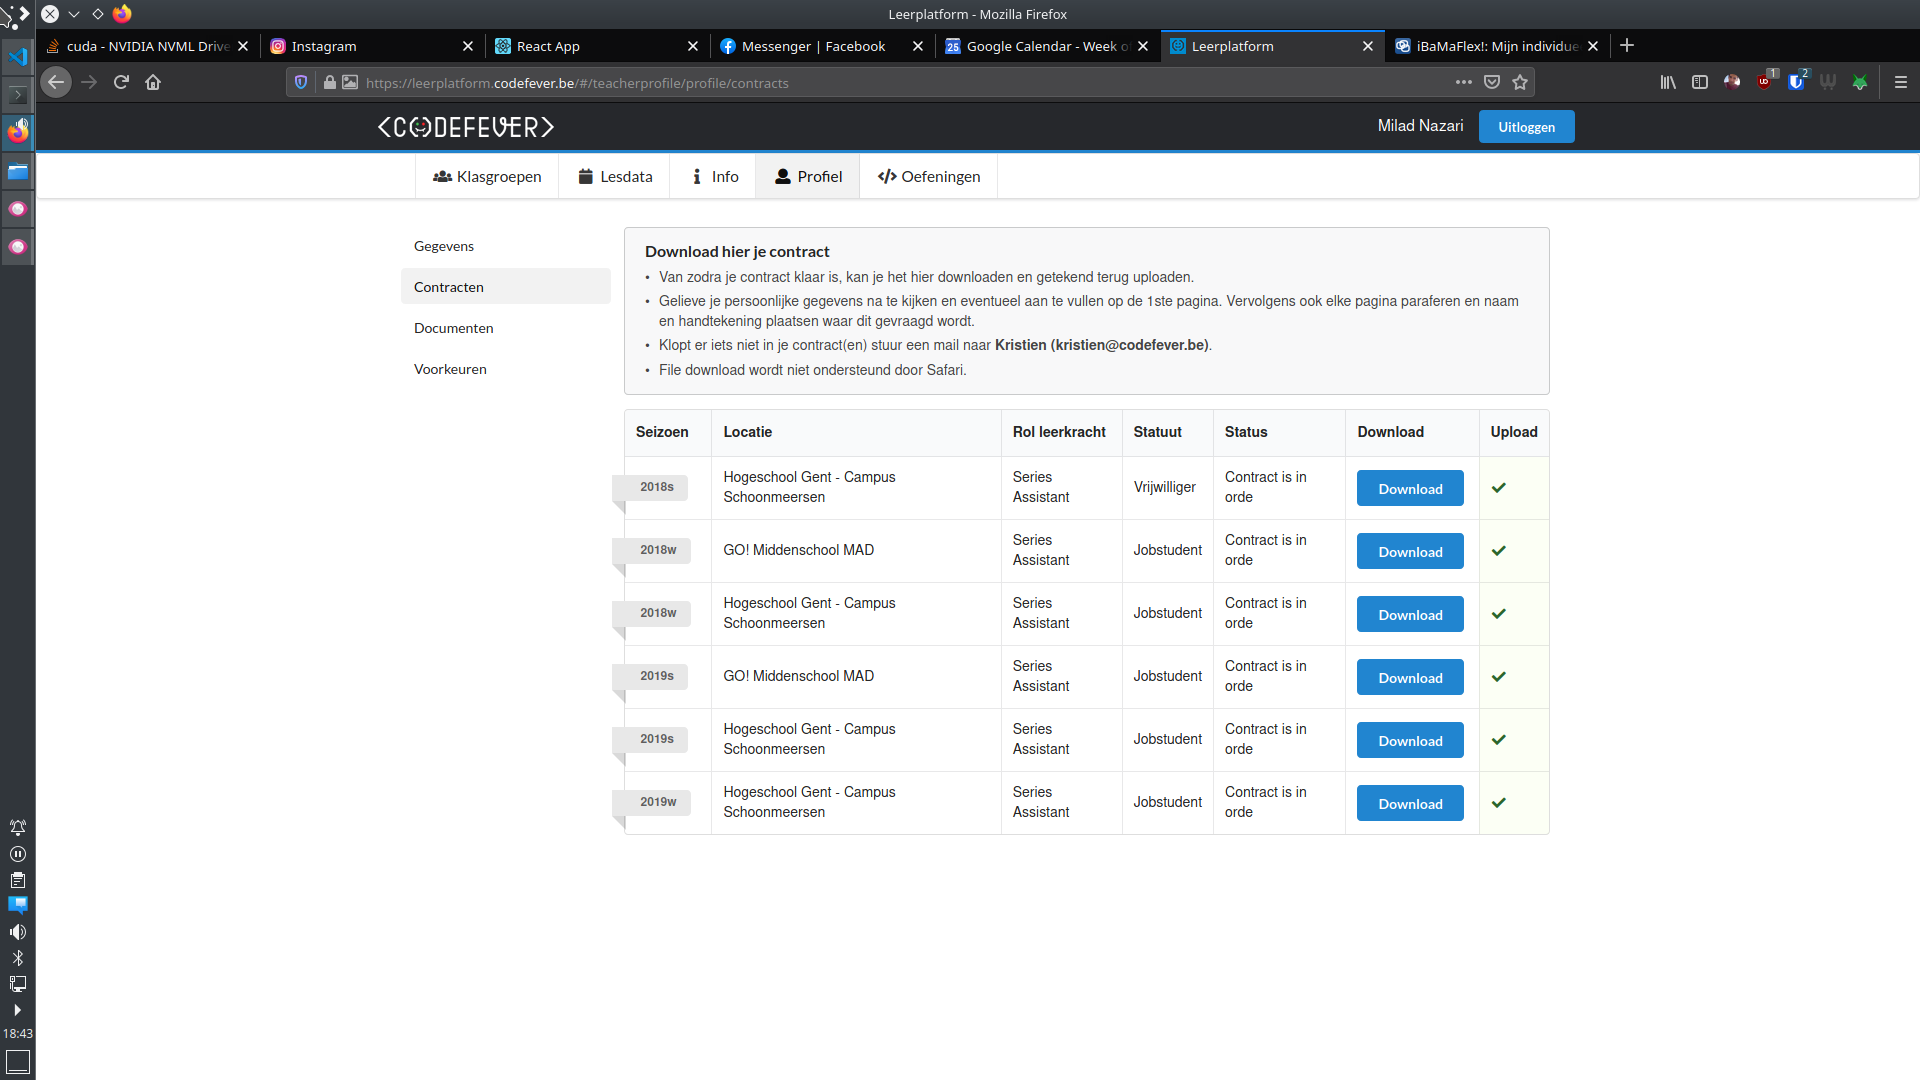 Leerplatform - Mozilla Firefox
cuda - NVIDIA NVML Drive
Instagram
React App
Messenger | Facebook
Google Calendar - Week o
Leerplatform
iBaMaFlex!: Mijn individue
https://leerplatform.codefever.be/#/teacherprofile/profile/contracts
1
2
<CODEFEVER>
Milad Nazari
Uitloggen
Klasgroepen
Lesdata
Info
Profiel
Oefeningen
Gegevens
Contracten
Documenten
Voorkeuren
Download hier je contract
• Van zodra je contract klaar is, kan je het hier downloaden en getekend terug uploaden.
• Gelieve je persoonlijke gegevens na te kijken en eventueel aan te vullen op de 1ste pagina. Vervolgens ook elke pagina paraferen en naam
en handtekening plaatsen waar dit gevraagd wordt.
• Klopt er iets niet in je contract(en) stuur een mail naar Kristien (kristien@codefever.be).
• File download wordt niet ondersteund door Safari.
Seizoen Locatie Rol leerkracht Statuut Status Download Upload
2018s
Hogeschool Gent - Campus
Schoonmeersen
Series
Assistant
Vrijwilliger
Contract is in
orde
Download
2018w
GO! Middenschool MAD
Series
Assistant
Jobstudent
Contract is in
orde
Download
2018w
Hogeschool Gent - Campus
Schoonmeersen
Series
Assistant
Jobstudent
Contract is in
orde
Download
2019s
GO! Middenschool MAD
Series
Assistant
Jobstudent
Contract is in
orde
Download
2019s
Hogeschool Gent - Campus
Schoonmeersen
Series
Assistant
Jobstudent
Contract is in
orde
Download
2019w
Hogeschool Gent - Campus
Schoonmeersen
Series
Assistant
Jobstudent
Contract is in
orde
Download
18:43